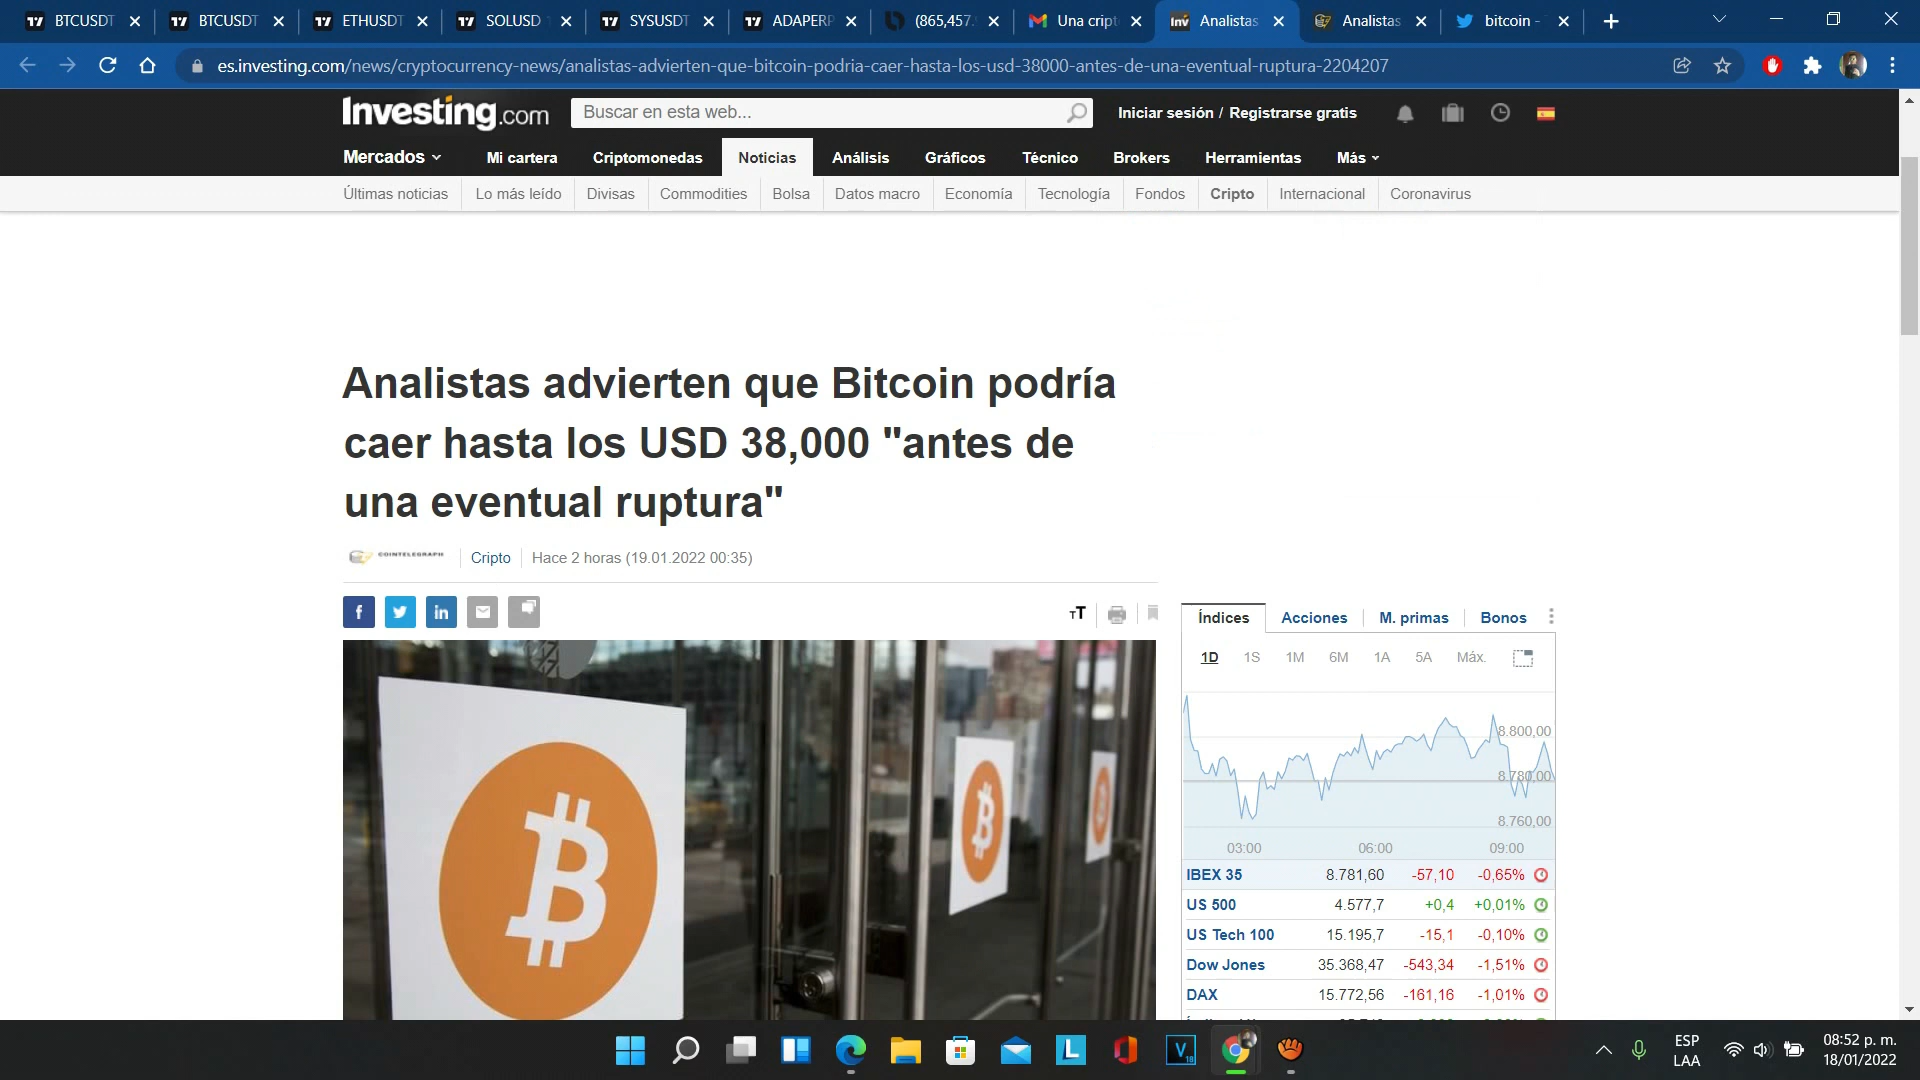 BTCUSDT
BTCUSDT
ETHUSDT
SOLUSD
SYSUSDT
ADAPERP
(865,457.
Una cript
Analistas
Analistas
bitcoin -
es.investing.com/news/cryptocurrency-news/analistas-advierten-que-bitcoin-podria-caer-hasta-los-usd-38000-antes-de-una-eventual-ruptura-2204207
Investing.com
Buscar en esta web...
Iniciar sesión / Registrarse gratis
Mercados
Mi cartera
Criptomonedas
Noticias
Análisis
Gráficos
Técnico
Brokers
Herramientas
Más
Últimas noticias
Lo más leído
Divisas
Commodities
Bolsa
Datos macro
Economía
Tecnología
Fondos
Cripto
Internacional
Coronavirus
Analistas advierten que Bitcoin podría
caer hasta los USD 38,000 "antes de
una eventual ruptura"
COINTELEGRAPH
Cripto
Hace 2 horas (19.01.2022 00:35)
Índices
Acciones
M. primas
Bonos
1D 1S 1M 6M 1A 5A Máx.
8.800,00
8.780,00
8.760,00
03:00 06:00 09:00
IBEX 35 8.781,60 -57,10 -0,65%
US 500 4.577,7 +0,4 +0,01%
US Tech 100 15.195,7 -15,1 -0,10%
Dow Jones 35.368,47 -543,34 -1,51%
DAX 15.772,56 -161,16 -1,01%
ESP
LAA
08:52 p. m.
18/01/2022